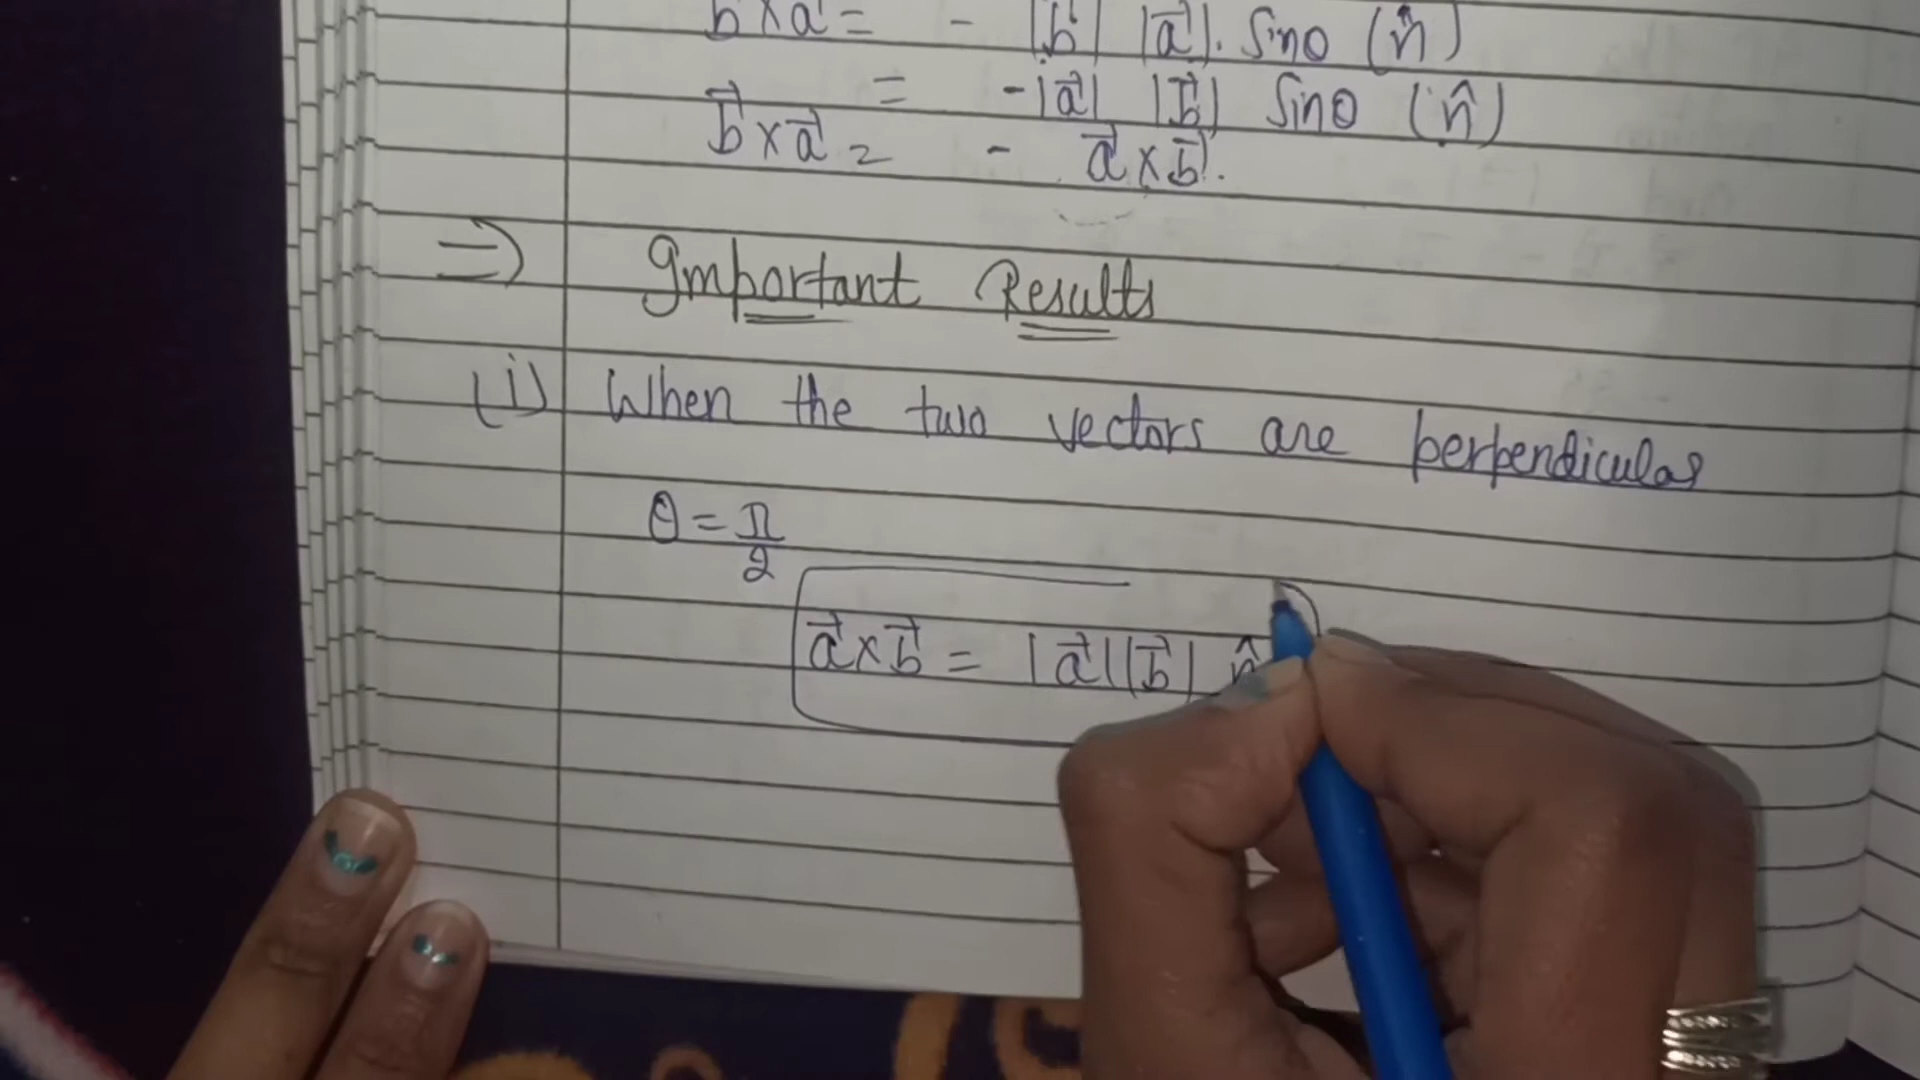 b⃗ × a⃗ = - |b⃗| |a⃗|. Sinθ (n̂)
= -|a⃗| |b⃗| Sinθ (n̂)
b⃗ × a⃗ = - a⃗ × b⃗.
⇒ Important Results
(i) When the two vectors are perpendicular
θ = π/2
a⃗ × b⃗ = |a⃗||b⃗| n̂